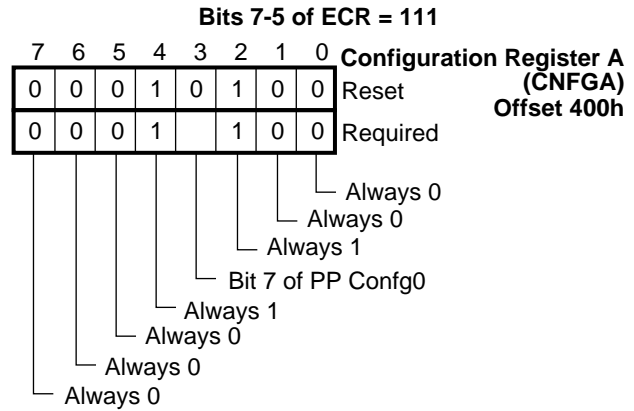 Bits 7-5 of ECR = 111
7 6 5 4 3 2 1 0 Configuration Register A
(CNFGA)
0 0 0 1 0 1 0 0 Reset
Offset 400h
0 0 0 1 1 0 0 Required
Always 0
Always 0
Always 1
Bit 7 of PP Confg0
Always 1
Always 0
Always 0
Always 0